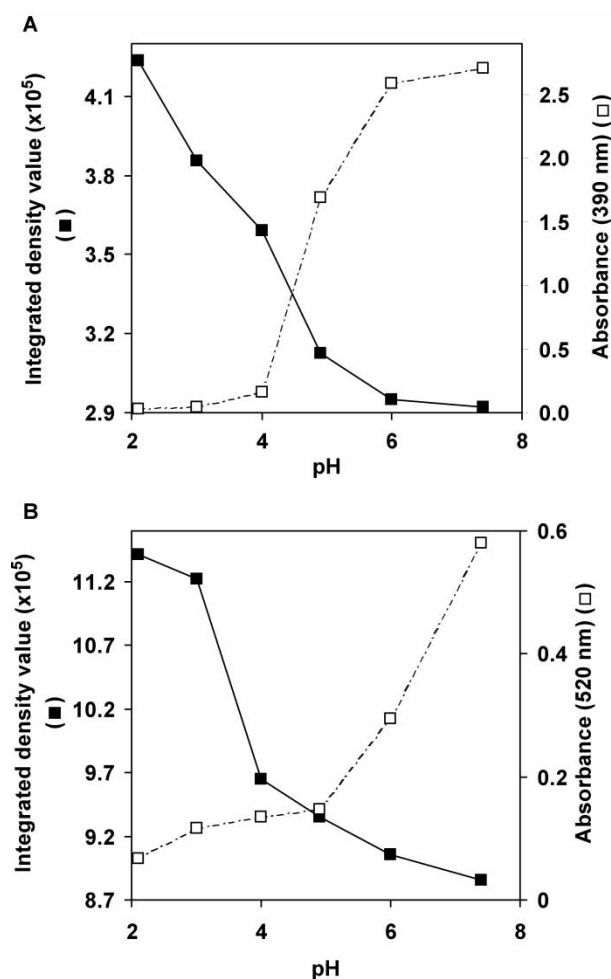 A
Integrated density value (x10⁵)
(■)
4.1
3.8
3.5
3.2
2.9
2.5
2.0
1.5
1.0
0.5
0.0
Absorbance (390 nm) (□)
2 4 6 8
pH
B
Integrated density value (x10⁵)
(■)
11.2
10.7
10.2
9.7
9.2
8.7
0.6
0.4
0.2
0
Absorbance (520 nm) (□)
2 4 6 8
pH